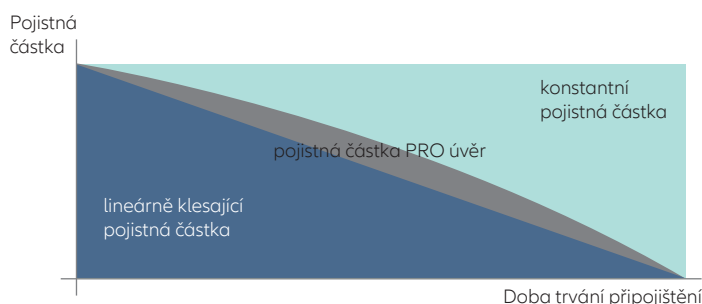 Pojistná
částka
konstantní
pojistná částka
pojistná částka PRO úvěr
lineárně klesající
pojistná částka
Doba trvání připojištění